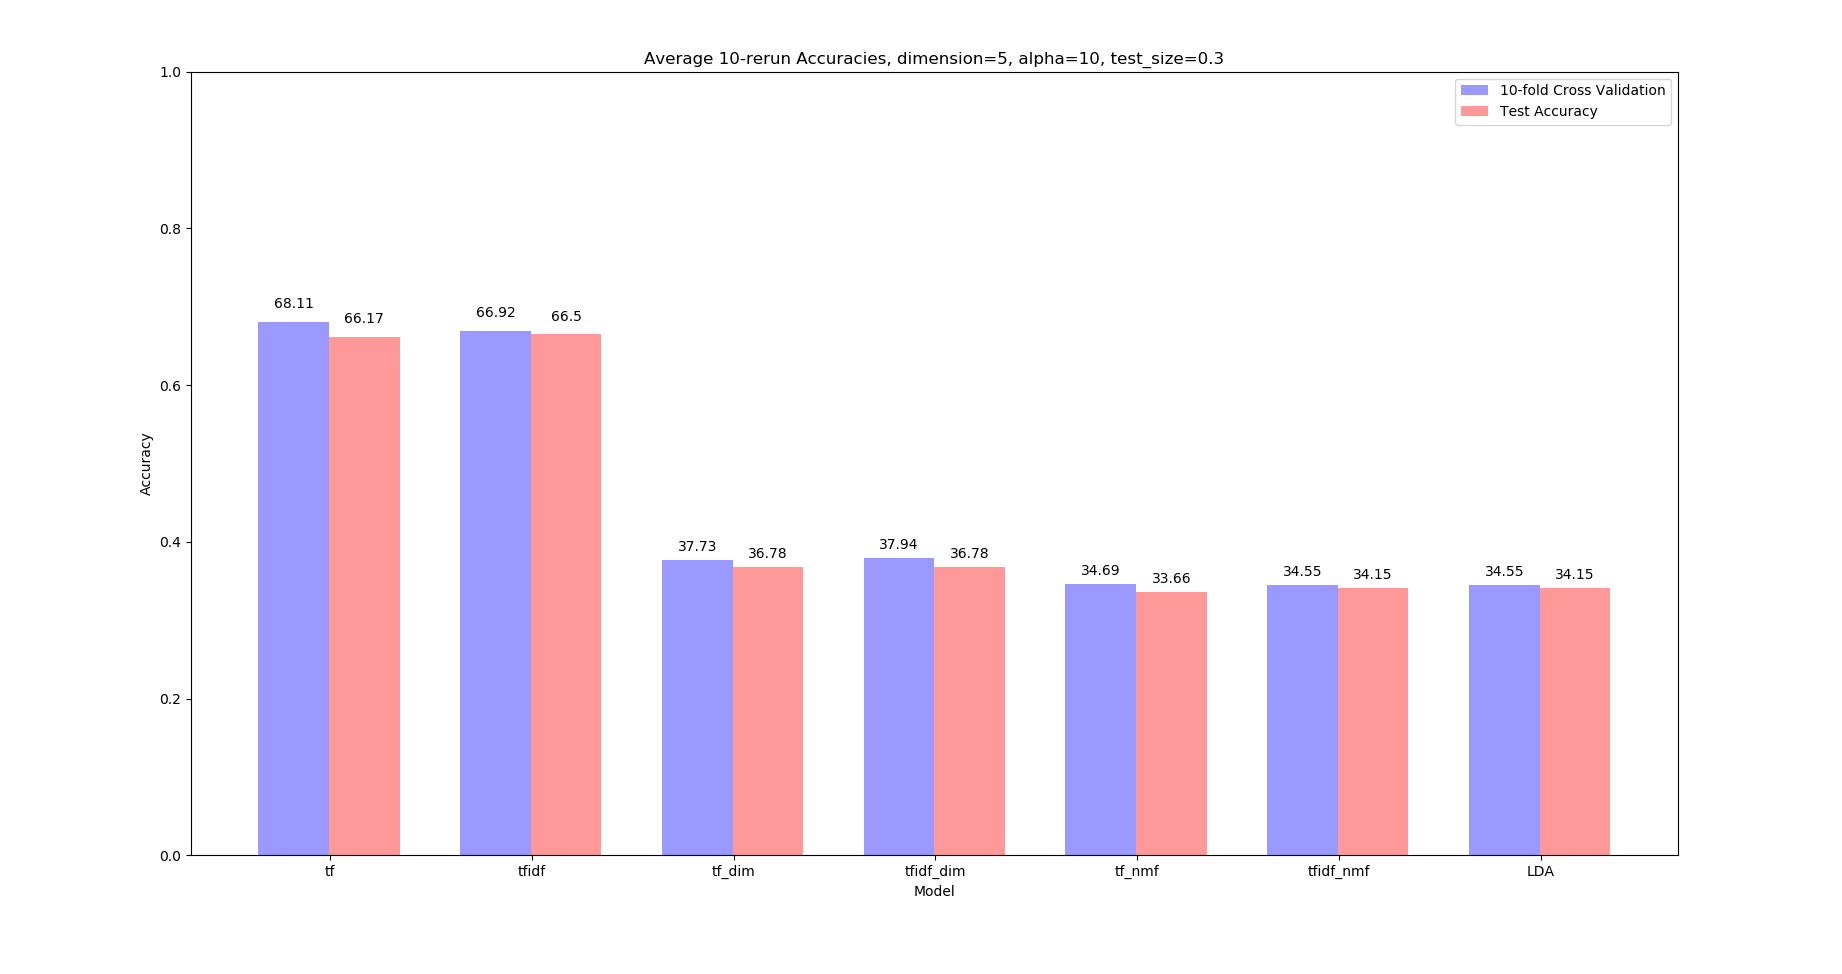 Average 10-rerun Accuracies, dimension=5, alpha=10, test_size=0.3
10-fold Cross Validation
Test Accuracy
1.0
0.8
0.6
0.4
0.2
0.0
Accuracy
68.11
66.17
66.92
66.5
37.73
36.78
37.94
36.78
34.69
33.66
34.55
34.15
34.55
34.15
tf
tfidf
tf_dim
tfidf_dim
tf_nmf
tfidf_nmf
LDA
Model